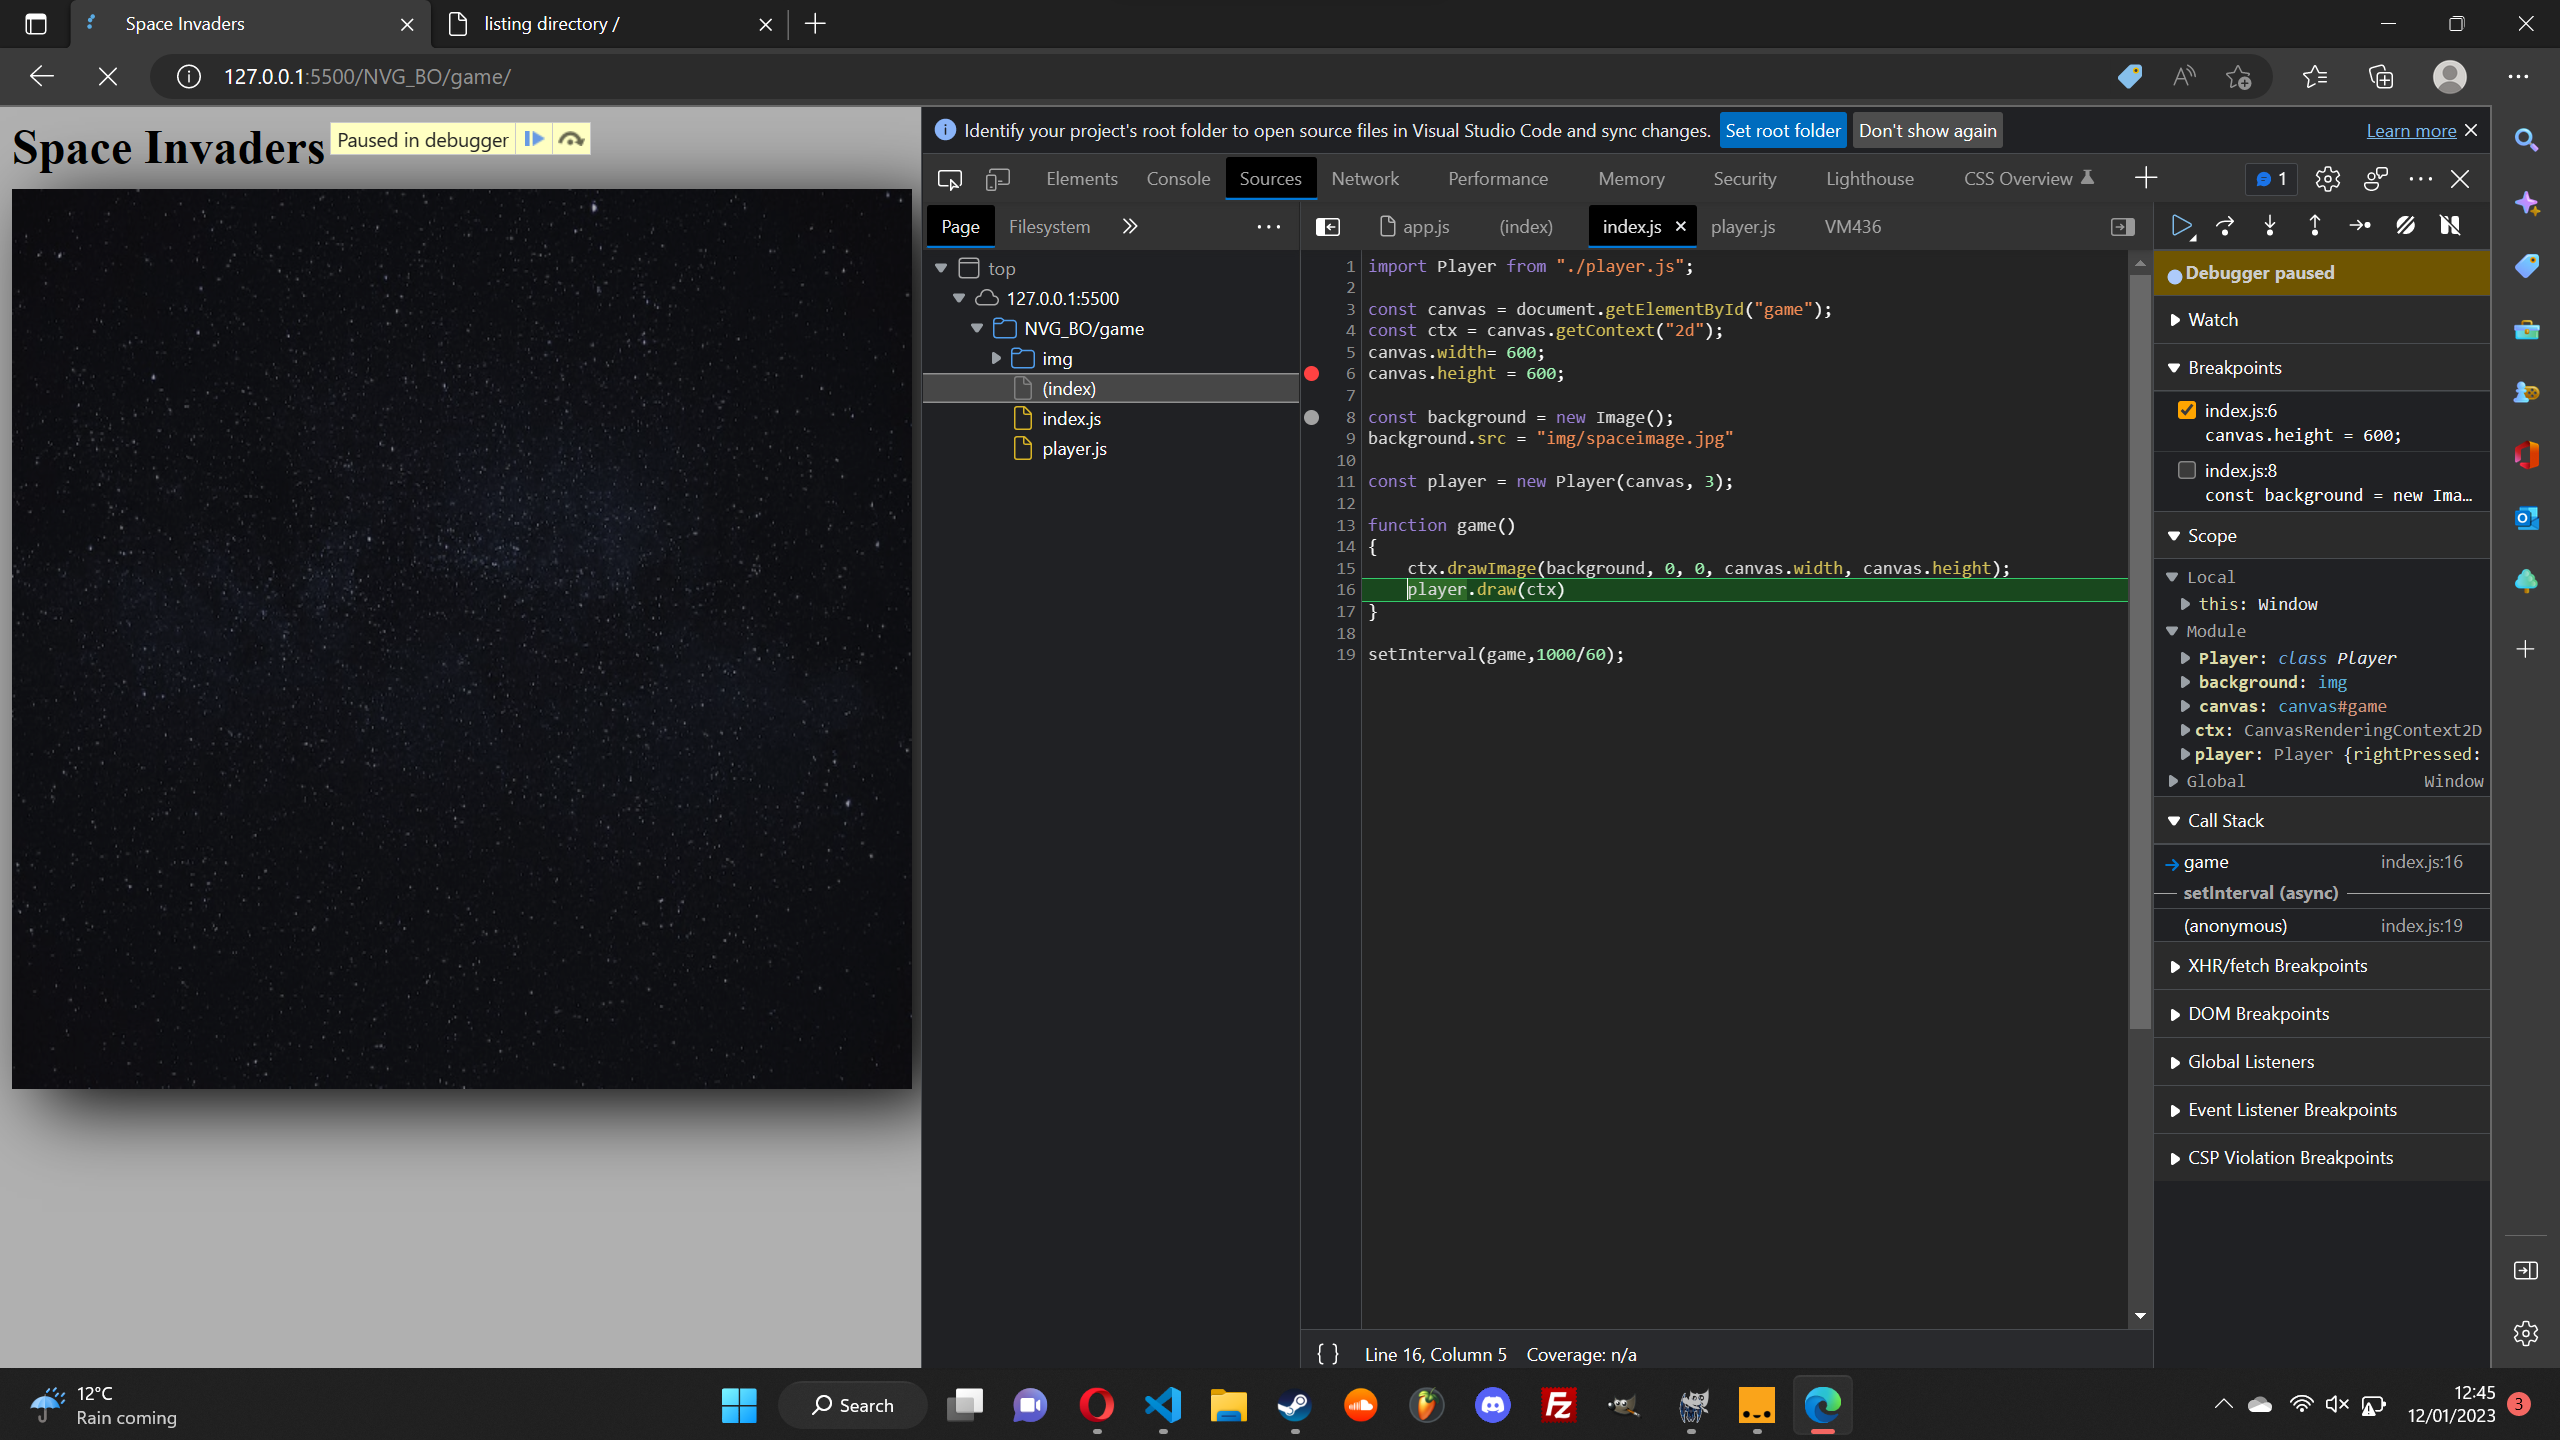 Space Invaders
listing directory /
127.0.0.1:5500/NVG_BO/game/
Space Invaders
Paused in debugger
Identify your project's root folder to open source files in Visual Studio Code and sync changes.
Set root folder
Don't show again
Learn more
Elements
Console
Sources
Network
Performance
Memory
Security
Lighthouse
CSS Overview
1
Page
Filesystem
top
127.0.0.1:5500
NVG_BO/game
img
(index)
index.js
player.js
app.js
(index)
index.js
player.js
VM436
1 import Player from "./player.js";
2
3 const canvas = document.getElementById("game");
4 const ctx = canvas.getContext("2d");
5 canvas.width= 600;
6 canvas.height = 600;
7
8 const background = new Image();
9 background.src = "img/spaceimage.jpg"
10
11 const player = new Player(canvas, 3);
12
13 function game()
14 {
15 ctx.drawImage(background, 0, 0, canvas.width, canvas.height);
16 player.draw(ctx)
17 }
18
19 setInterval(game,1000/60);
{ } Line 16, Column 5 Coverage: n/a
Debugger paused
Watch
Breakpoints
index.js:6
canvas.height = 600;
index.js:8
const background = new Ima…
Scope
Local
this: Window
Module
Player: class Player
background: img
canvas: canvas#game
ctx: CanvasRenderingContext2D
player: Player {rightPressed:
Global Window
Call Stack
game index.js:16
setInterval (async)
(anonymous) index.js:19
XHR/fetch Breakpoints
DOM Breakpoints
Global Listeners
Event Listener Breakpoints
CSP Violation Breakpoints
12°C
Rain coming
Search
12:45
12/01/2023
3